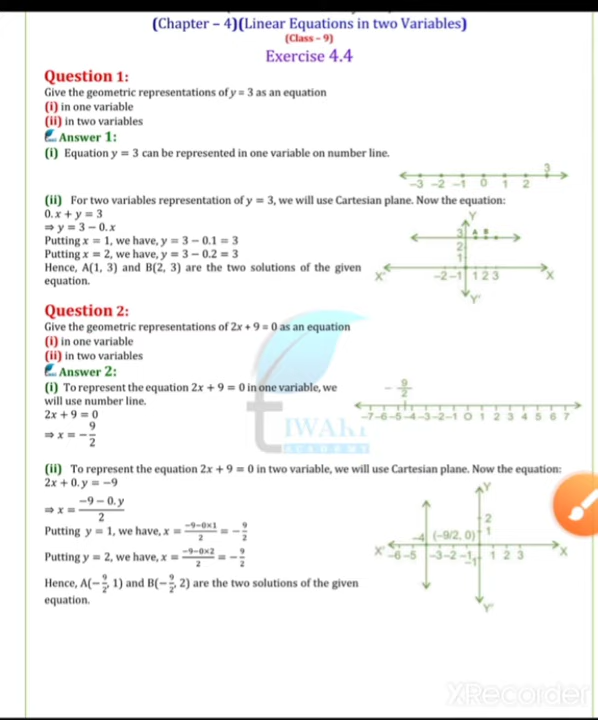 (Chapter – 4)(Linear Equations in two Variables)
(Class – 9)
Exercise 4.4
Question 1:
Give the geometric representations of y = 3 as an equation
(i) in one variable
(ii) in two variables
Answer 1:
(i) Equation y = 3 can be represented in one variable on number line.
3
–3 –2 –1 0 1 2
(ii) For two variables representation of y = 3, we will use Cartesian plane. Now the equation:
0.x + y = 3
⇒ y = 3 – 0.x
Putting x = 1, we have, y = 3 – 0.1 = 3
Putting x = 2, we have, y = 3 – 0.2 = 3
Hence, A(1, 3) and B(2, 3) are the two solutions of the given
equation.
Y
3 A B
2
1
X' –2 –1 1 2 3 X
Y'
Question 2:
Give the geometric representations of 2x + 9 = 0 as an equation
(i) in one variable
(ii) in two variables
Answer 2:
(i) To represent the equation 2x + 9 = 0 in one variable, we
will use number line.
2x + 9 = 0
⇒ x = –9/2
–9/2
–7 –6 –5 –4 –3 –2 –1 0 1 2 3 4 5 6 7
TIWARI
ACADEMY
(ii) To represent the equation 2x + 9 = 0 in two variable, we will use Cartesian plane. Now the equation:
2x + 0.y = –9
⇒ x = (–9 – 0.y)/2
Putting y = 1, we have, x = (–9–0×1)/2 = –9/2
Putting y = 2, we have, x = (–9–0×2)/2 = –9/2
Hence, A(–9/2, 1) and B(–9/2, 2) are the two solutions of the given
equation.
Y
2
–4 (–9/2, 0) 1
X' –6 –5 –3 –2 –1 1 2 3 X
–1
Y'
XRecorder